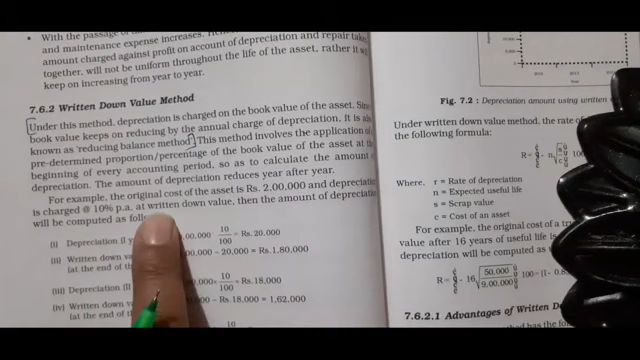 • With the passage of
and maintenance expense increases.
amount charged against profit on account of depreciation and repair taken
together, will not be uniform throughout the life of the asset, rather it will
keep on increasing from year to year.
7.6.2 Written Down Value Method
Under this method, depreciation is charged on the book value of the asset. Since
book value keeps on reducing by the annual charge of depreciation, it is also
known as 'reducing balance method'. This method involves the application of
pre-determined proportion/percentage of the book value of the asset at the
beginning of every accounting period, so as to calculate the amount of
depreciation. The amount of depreciation reduces year after year.
For example, the original cost of the asset is Rs. 2,00,000 and depreciation
is charged @ 10% p.a. at written down value, then the amount of depreciation
will be computed as
(i) Depreciation 10/100 = Rs.20,000
(ii) Written down − 20,000 = Rs.1,80,000
(at the end of
(iii) Depreciation 10/100 = Rs.18,000
(iv) Written down − Rs.18,000 = 1,62,000
(at the end of
10
10,000
5,000
Fig. 7.2 : Depreciation amount using written
Under written down value method, the rate of
the following formula:
R =
100
Where, r = Rate of depreciation
n = Expected useful life
s = Scrap value
c = Cost of an asset
For example, the original cost of a
value after 16 years of useful life is
depreciation will be computed as
R = 16 50,000 100 = [1 -
9,00,000
7.6.2.1 Advantages of Written